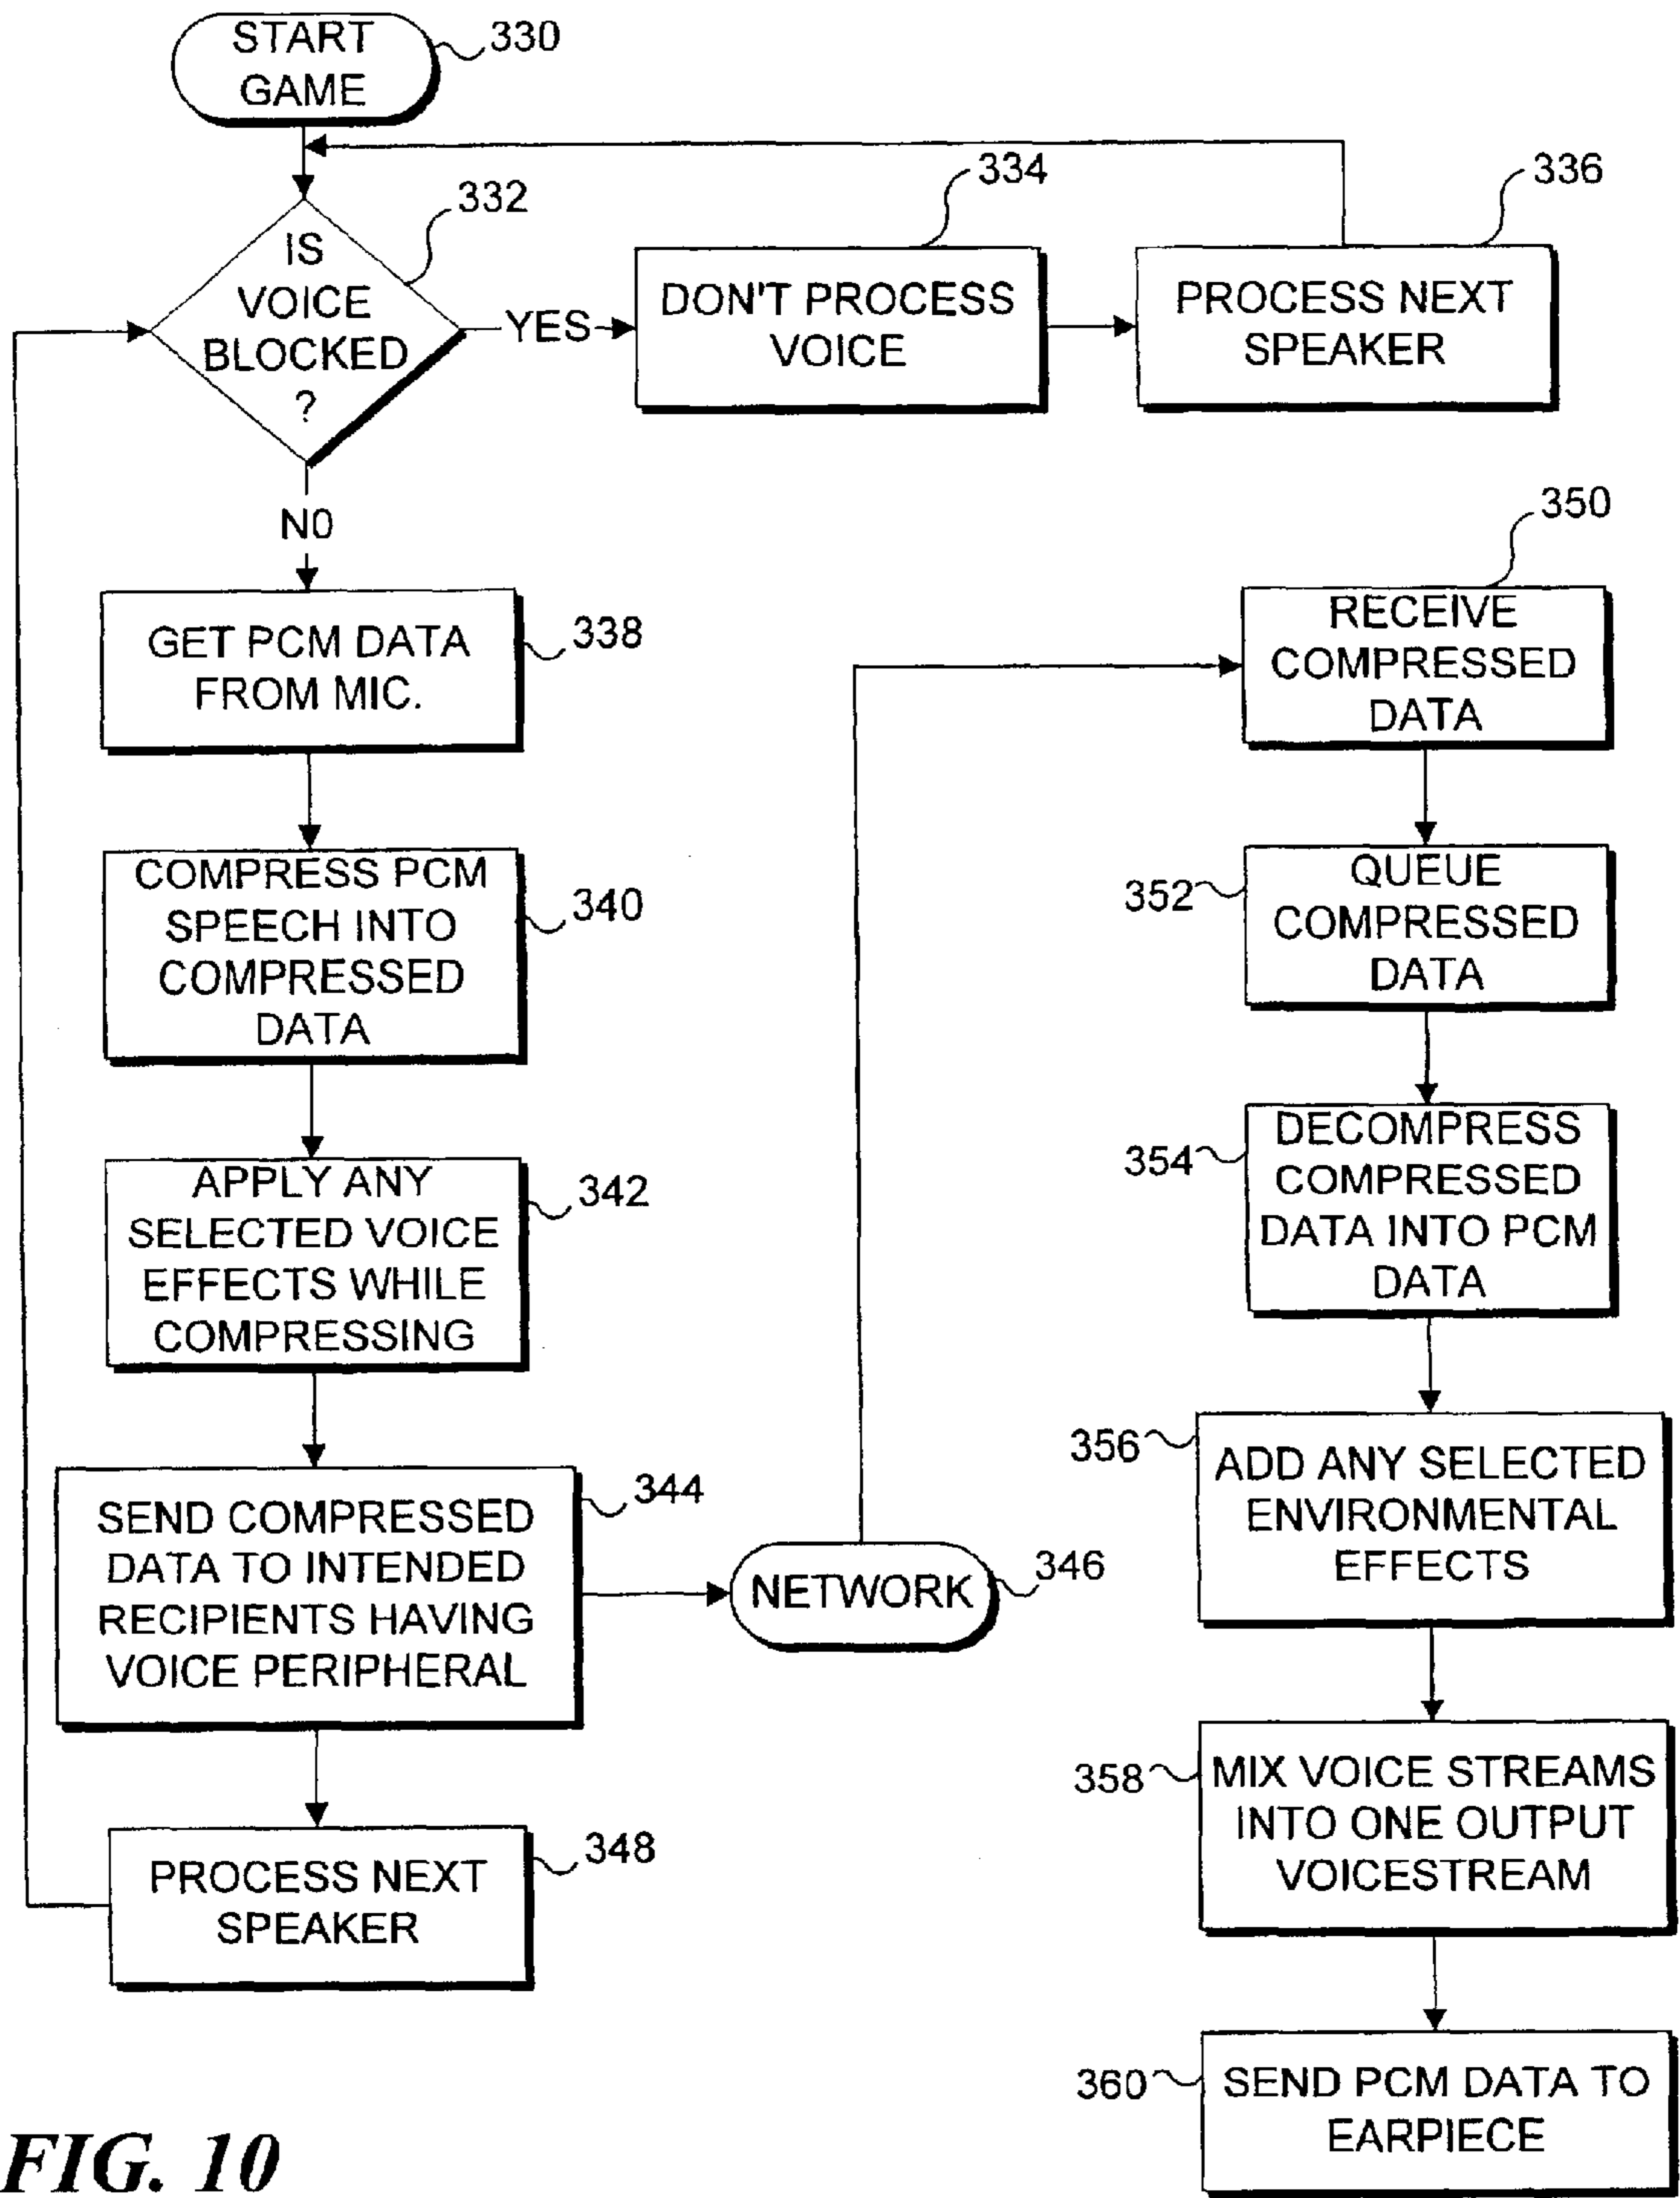 START
GAME
330
332
IS
VOICE
BLOCKED
?
YES
334
DON'T PROCESS
VOICE
336
PROCESS NEXT
SPEAKER
NO
338
GET PCM DATA
FROM MIC.
340
COMPRESS PCM
SPEECH INTO
COMPRESSED
DATA
342
APPLY ANY
SELECTED VOICE
EFFECTS WHILE
COMPRESSING
344
SEND COMPRESSED
DATA TO INTENDED
RECIPIENTS HAVING
VOICE PERIPHERAL
NETWORK
346
348
PROCESS NEXT
SPEAKER
350
RECEIVE
COMPRESSED
DATA
352
QUEUE
COMPRESSED
DATA
354
DECOMPRESS
COMPRESSED
DATA INTO PCM
DATA
356
ADD ANY SELECTED
ENVIRONMENTAL
EFFECTS
358
MIX VOICE STREAMS
INTO ONE OUTPUT
VOICESTREAM
360
SEND PCM DATA TO
EARPIECE
FIG. 10